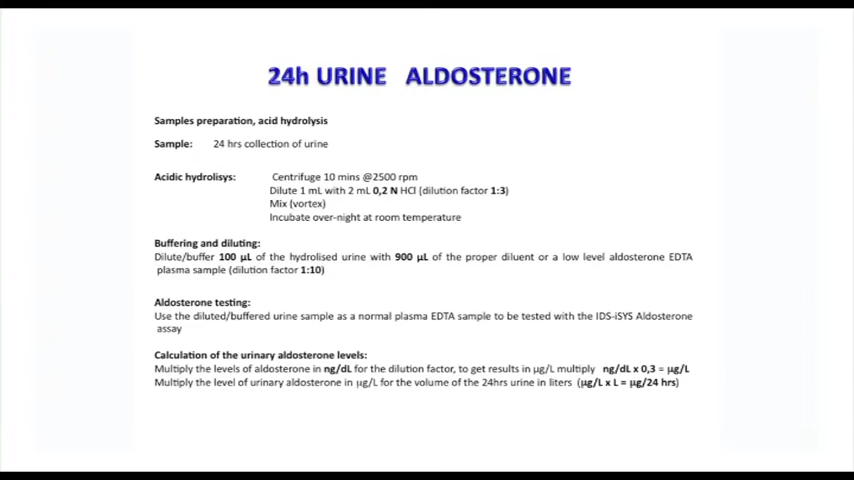 24h URINE ALDOSTERONE
Samples preparation, acid hydrolysis
Sample: 24 hrs collection of urine
Acidic hydrolisys: Centrifuge 10 mins @2500 rpm
Dilute 1 mL with 2 mL 0,2 N HCl (dilution factor 1:3)
Mix (vortex)
Incubate over-night at room temperature
Buffering and diluting:
Dilute/buffer 100 µL of the hydrolised urine with 900 µL of the proper diluent or a low level aldosterone EDTA
plasma sample (dilution factor 1:10)
Aldosterone testing:
Use the diluted/buffered urine sample as a normal plasma EDTA sample to be tested with the IDS-iSYS Aldosterone
assay
Calculation of the urinary aldosterone levels:
Multiply the levels of aldosterone in ng/dL for the dilution factor, to get results in µg/L multiply ng/dL x 0,3 = µg/L
Multiply the level of urinary aldosterone in µg/L for the volume of the 24hrs urine in liters (µg/L x L = µg/24 hrs)